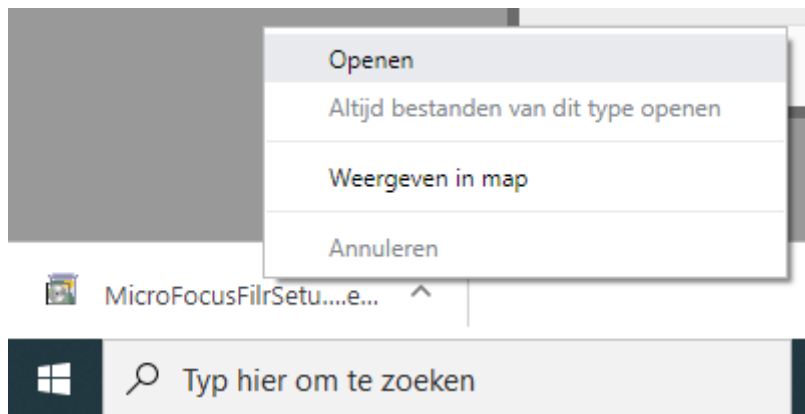 Openen
Altijd bestanden van dit type openen
Weergeven in map
Annuleren
MicroFocusFilrSetu....e...
Typ hier om te zoeken